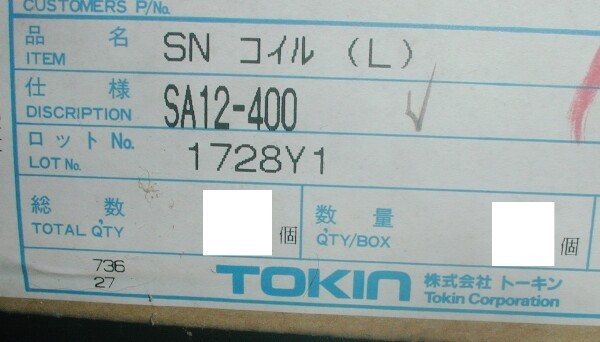 CUSTOMERS P/No.
品 名 SN コイル (L)
ITEM
仕 様 SA12-400
DISCRIPTION
ロット No. 1728Y1
LOT No.
総 数 個 数 量 個
TOTAL Q'TY Q'TY/BOX
736
27
TOKIN 株式会社 トーキン
Tokin Corporation